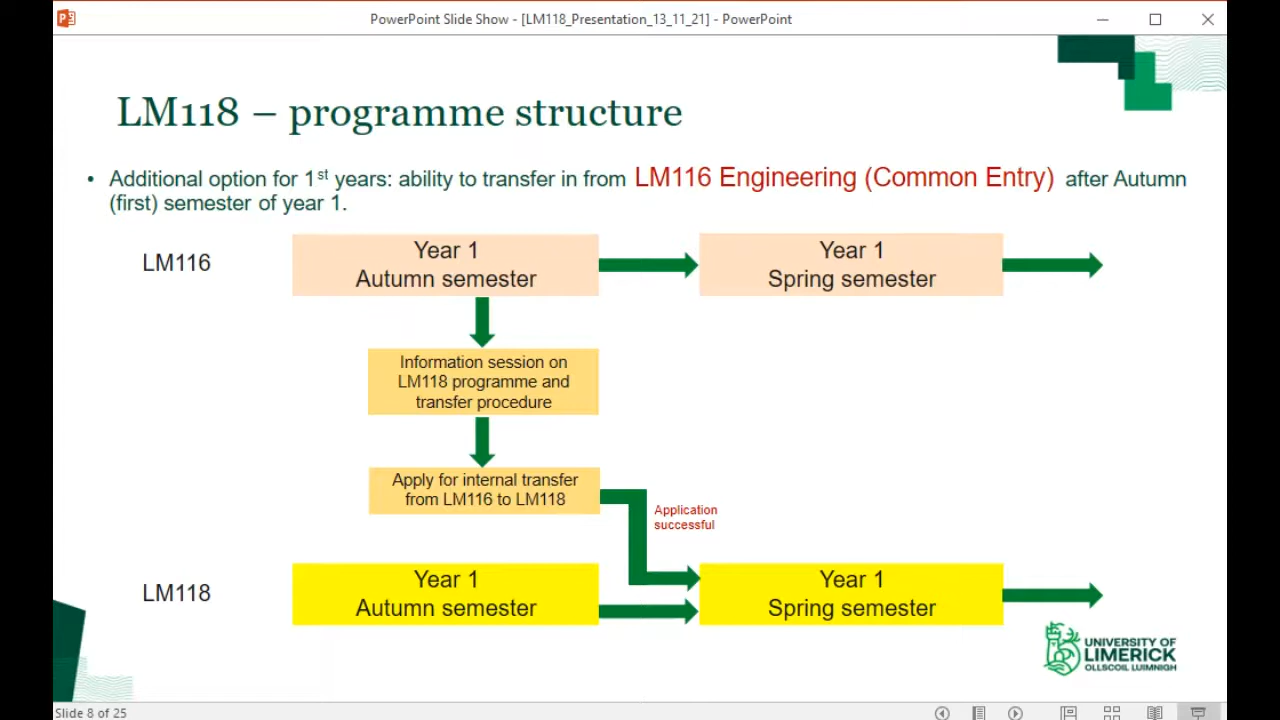 PowerPoint Slide Show - [LM118_Presentation_13_11_21] - PowerPoint
LM118 – programme structure
• Additional option for 1st years: ability to transfer in from LM116 Engineering (Common Entry) after Autumn
(first) semester of year 1.
LM116
Year 1
Autumn semester
Year 1
Spring semester
Information session on
LM118 programme and
transfer procedure
Apply for internal transfer
from LM116 to LM118
Application
successful
LM118
Year 1
Autumn semester
Year 1
Spring semester
UNIVERSITY OF
LIMERICK
OLLSCOIL LUIMNIGH
Slide 8 of 25